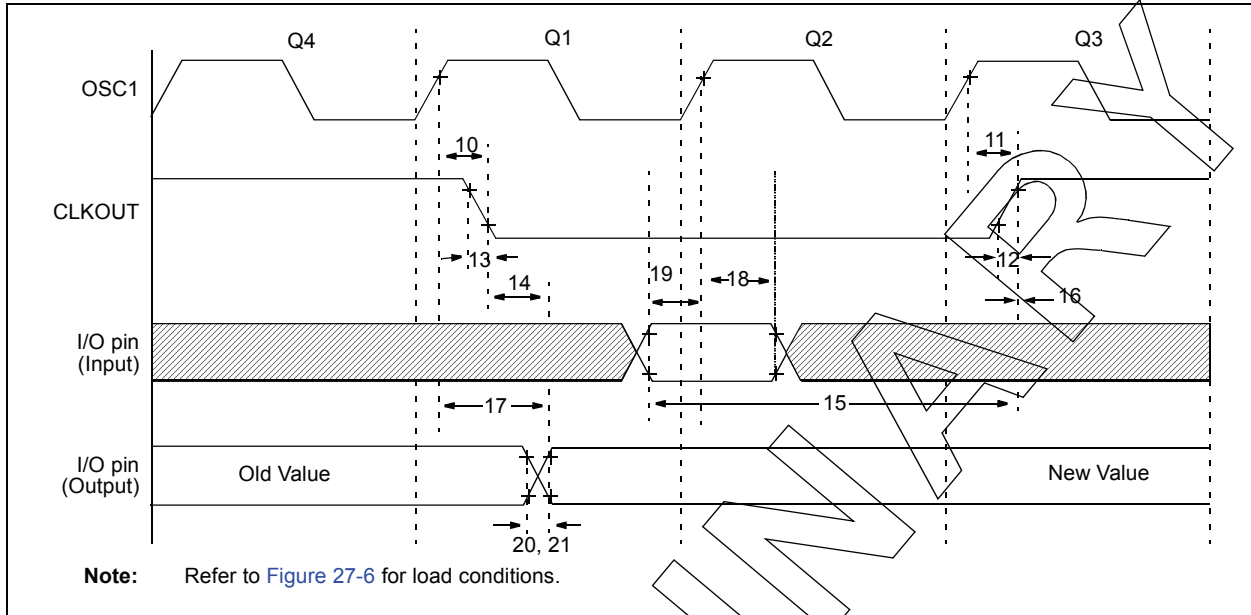 Q4 Q1 Q2 Q3
OSC1
10 11
CLKOUT
13 19 18 12
14 16
I/O pin
(Input)
17 15
I/O pin
(Output)
Old Value New Value
20, 21
Note: Refer to Figure 27-6 for load conditions.
INARY